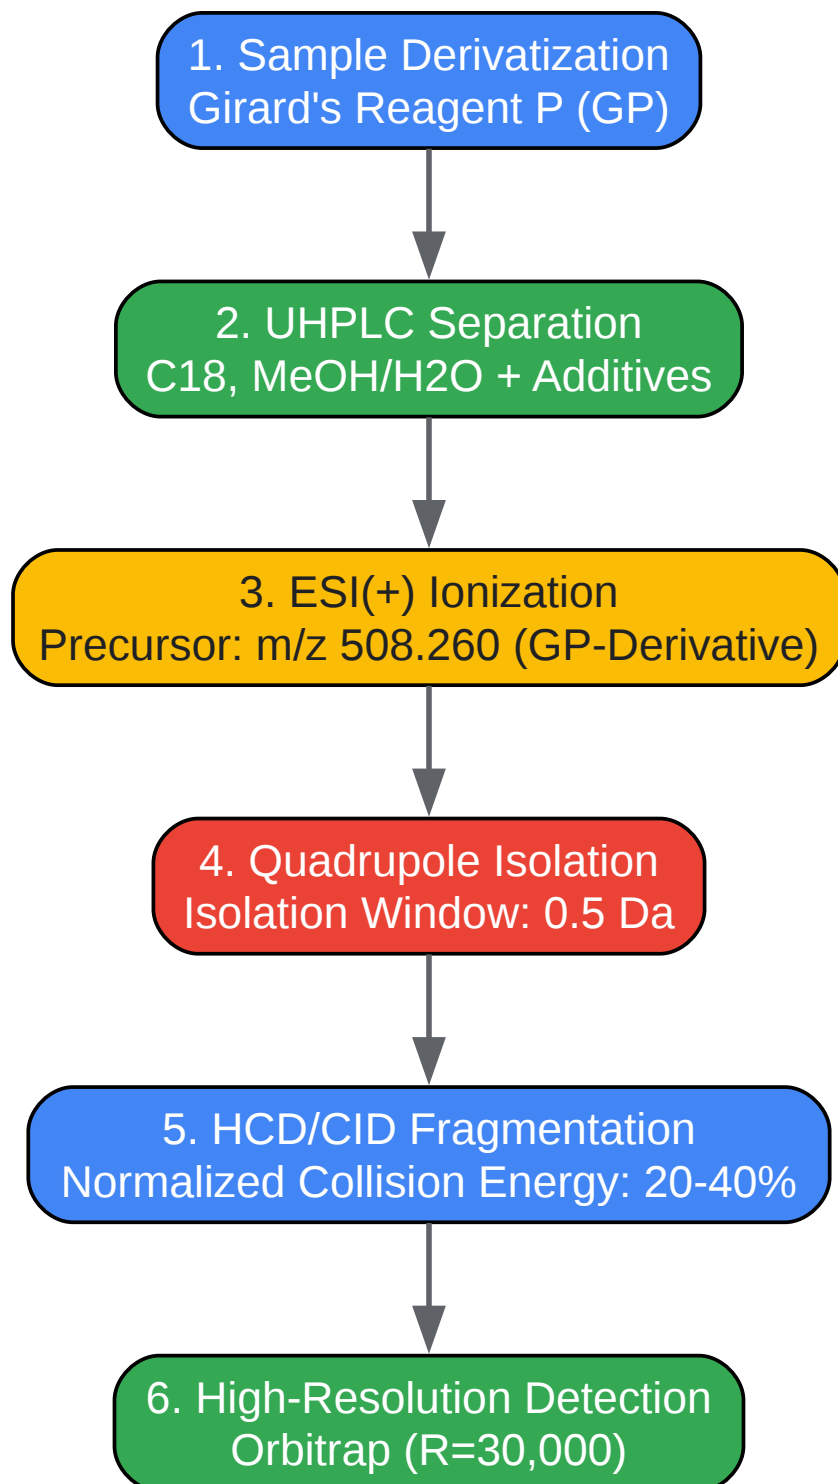 1. Sample Derivatization
Girard's Reagent P (GP)
2. UHPLC Separation
C18, MeOH/H2O + Additives
3. ESI(+) Ionization
Precursor: m/z 508.260 (GP-Derivative)
4. Quadrupole Isolation
Isolation Window: 0.5 Da
5. HCD/CID Fragmentation
Normalized Collision Energy: 20-40%
6. High-Resolution Detection
Orbitrap (R=30,000)